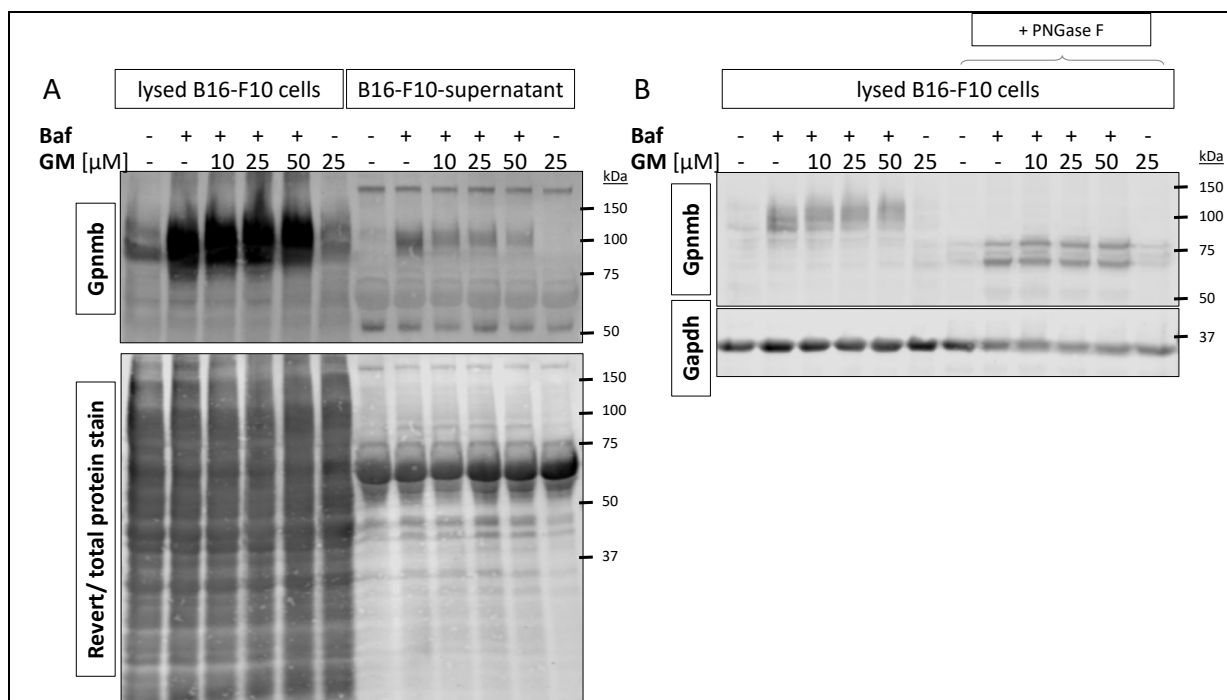 + PNGase F
A
lysed B16-F10 cells
B16-F10-supernatant
B
lysed B16-F10 cells
Baf - + + + + - - + + + + -
GM [µM] - - 10 25 50 25 - - 10 25 50 25
kDa
150
100
75
50
Gpnmb
Baf - + + + + - - + + + + -
GM [µM] - - 10 25 50 25 - - 10 25 50 25
kDa
150
100
75
50
37
Gpnmb
Gapdh
150
100
75
50
37
Revert/ total protein stain